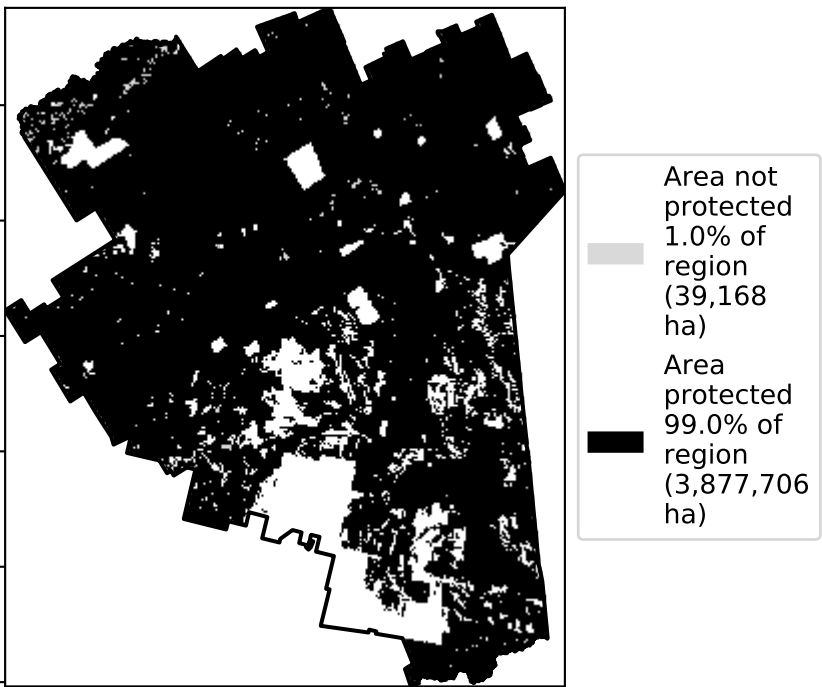 Area not
protected
1.0% of
region
(39,168
ha)
Area
protected
99.0% of
region
(3,877,706
ha)